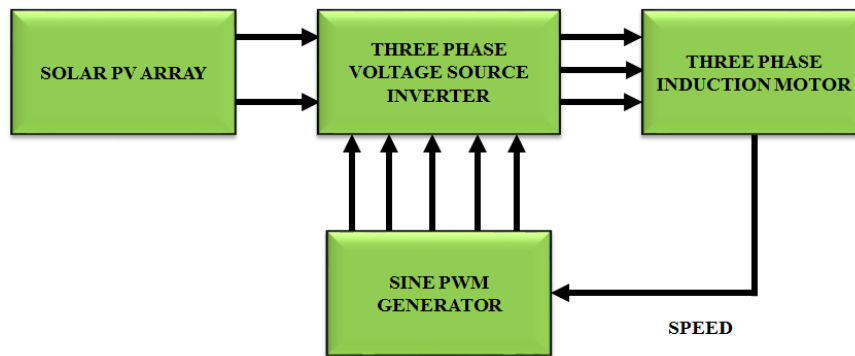 SOLAR PV ARRAY
THREE PHASE
VOLTAGE SOURCE
INVERTER
THREE PHASE
INDUCTION MOTOR
SINE PWM
GENERATOR
SPEED